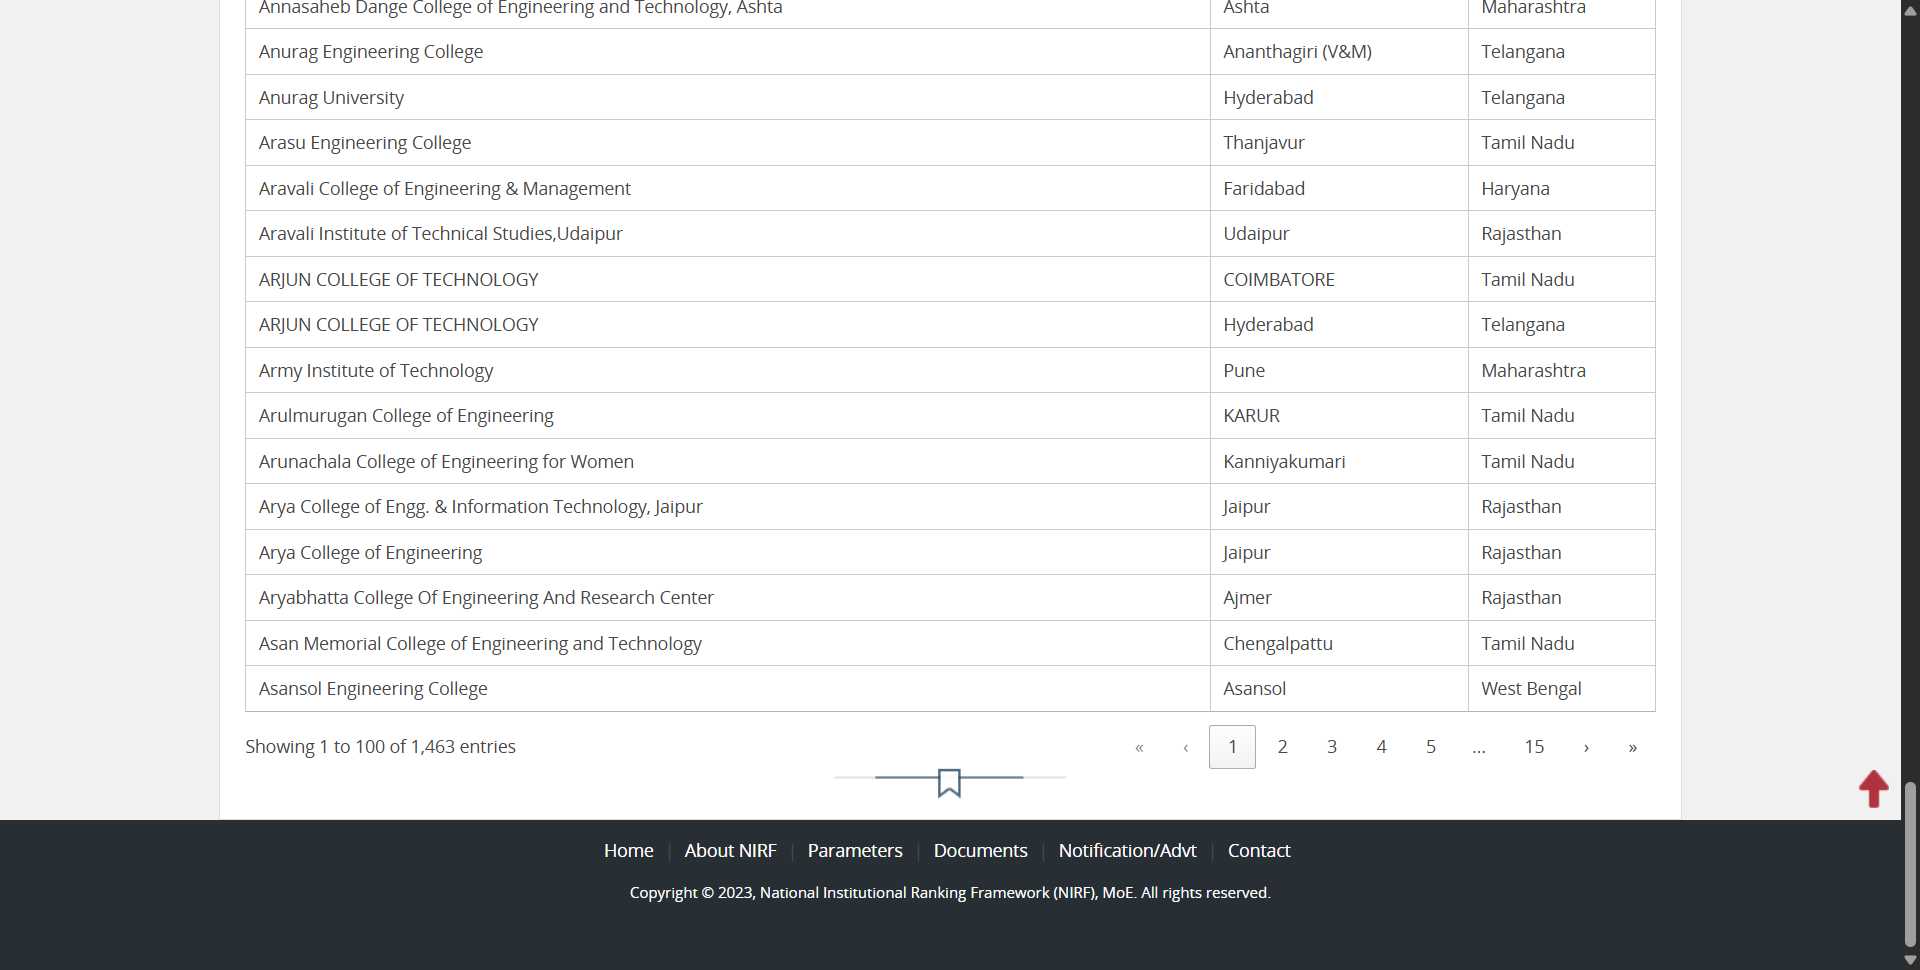 Annasaheb Dange College of Engineering and Technology, Ashta Ashta Maharashtra
Anurag Engineering College Ananthagiri (V&M) Telangana
Anurag University Hyderabad Telangana
Arasu Engineering College Thanjavur Tamil Nadu
Aravali College of Engineering & Management Faridabad Haryana
Aravali Institute of Technical Studies,Udaipur Udaipur Rajasthan
ARJUN COLLEGE OF TECHNOLOGY COIMBATORE Tamil Nadu
ARJUN COLLEGE OF TECHNOLOGY Hyderabad Telangana
Army Institute of Technology Pune Maharashtra
Arulmurugan College of Engineering KARUR Tamil Nadu
Arunachala College of Engineering for Women Kanniyakumari Tamil Nadu
Arya College of Engg. & Information Technology, Jaipur Jaipur Rajasthan
Arya College of Engineering Jaipur Rajasthan
Aryabhatta College Of Engineering And Research Center Ajmer Rajasthan
Asan Memorial College of Engineering and Technology Chengalpattu Tamil Nadu
Asansol Engineering College Asansol West Bengal
Showing 1 to 100 of 1,463 entries « ‹ 1 2 3 4 5 … 15 › »
Home | About NIRF | Parameters | Documents | Notification/Advt | Contact
Copyright © 2023, National Institutional Ranking Framework (NIRF), MoE. All rights reserved.